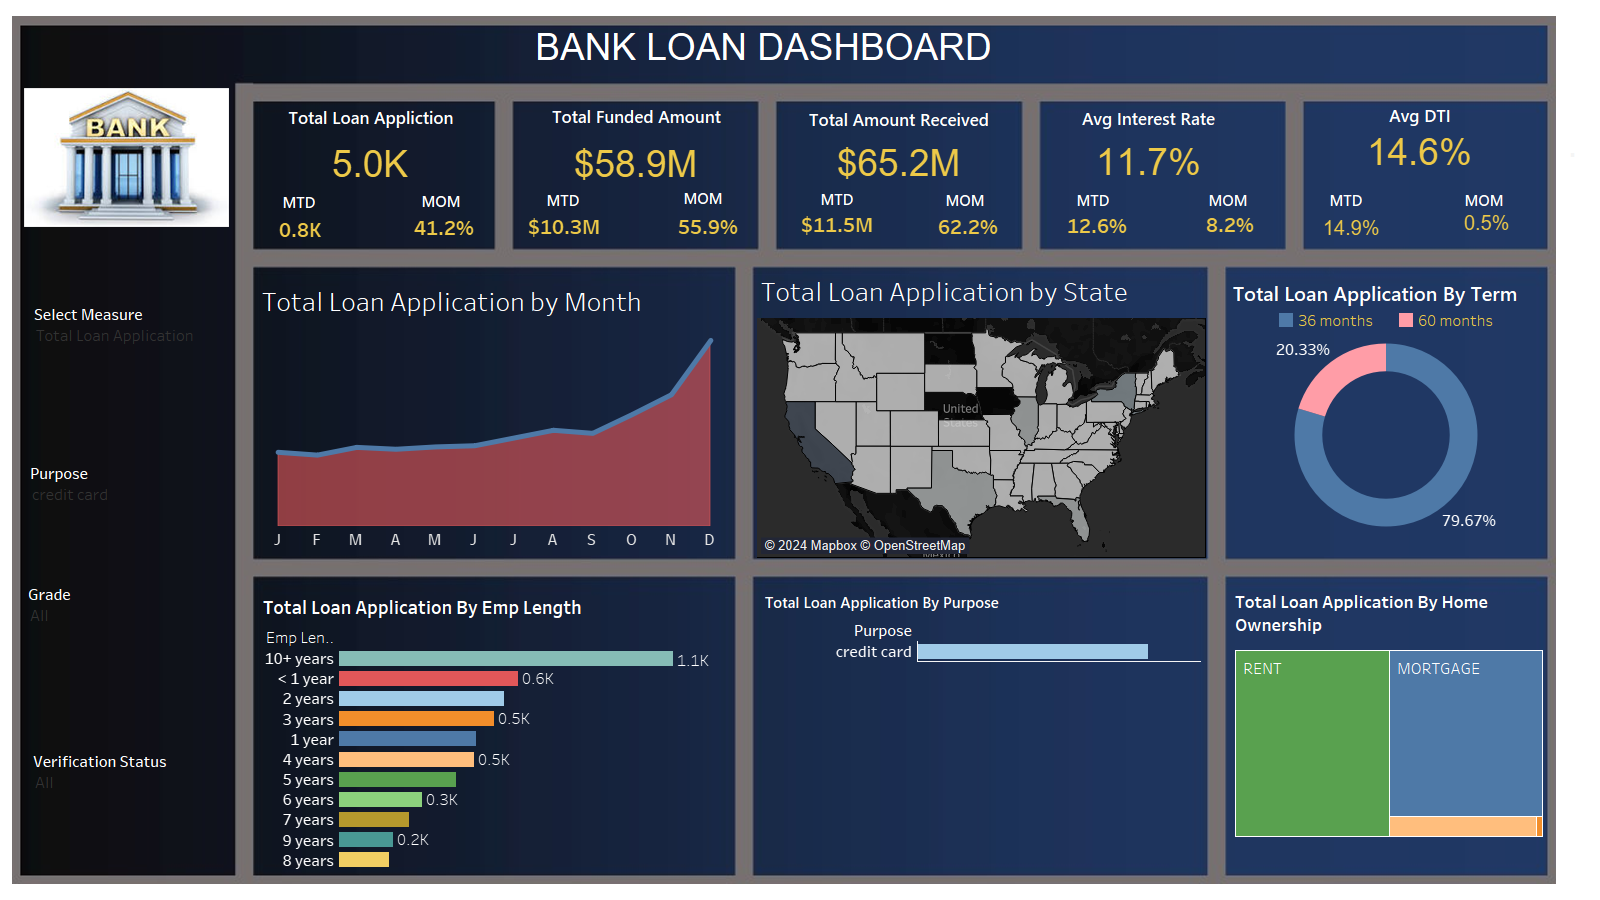 BANK LOAN DASHBOARD
BANK
Select Measure
Total Loan Application
Purpose
credit card
Grade
All
Verification Status
All
Total Loan Appliction
5.0K
MTD
MOM
0.8K
41.2%
Total Funded Amount
$58.9M
MTD
MOM
$10.3M
55.9%
Total Amount Received
$65.2M
MTD
MOM
$11.5M
62.2%
Avg Interest Rate
11.7%
MTD
MOM
12.6%
8.2%
Avg DTI
14.6%
MTD
MOM
14.9%
0.5%
Total Loan Application by Month
J F M A M J J A S O N D
Total Loan Application by State
United
States
© 2024 Mapbox © OpenStreetMap
Total Loan Application By Term
36 months
60 months
20.33%
79.67%
Total Loan Application By Emp Length
Emp Len..
10+ years 1.1K
< 1 year 0.6K
2 years
3 years 0.5K
1 year
4 years 0.5K
5 years
6 years 0.3K
7 years
9 years 0.2K
8 years
Total Loan Application By Purpose
Purpose
credit card
Total Loan Application By Home
Ownership
RENT
MORTGAGE